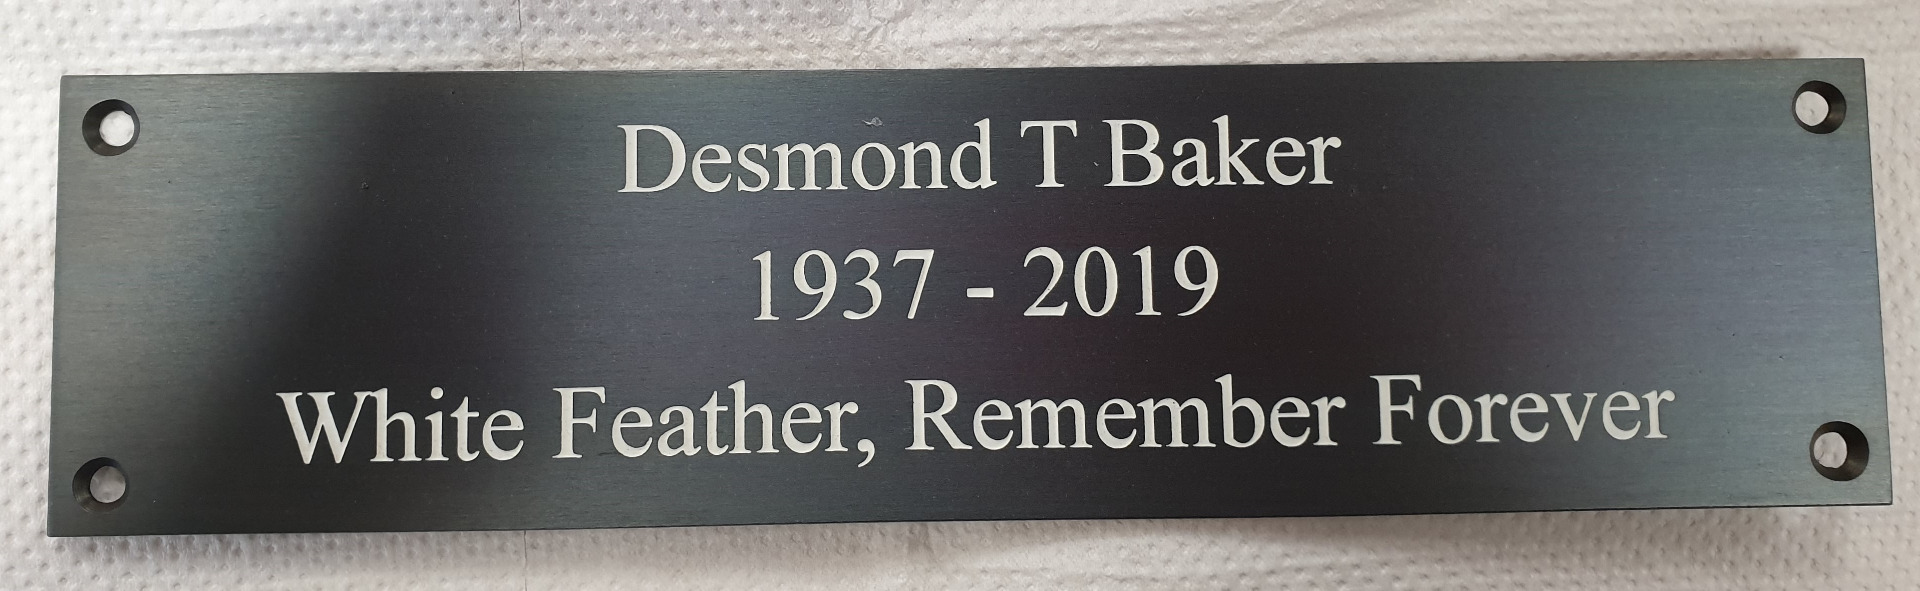 Desmond T Baker
1937 - 2019
White Feather, Remember Forever